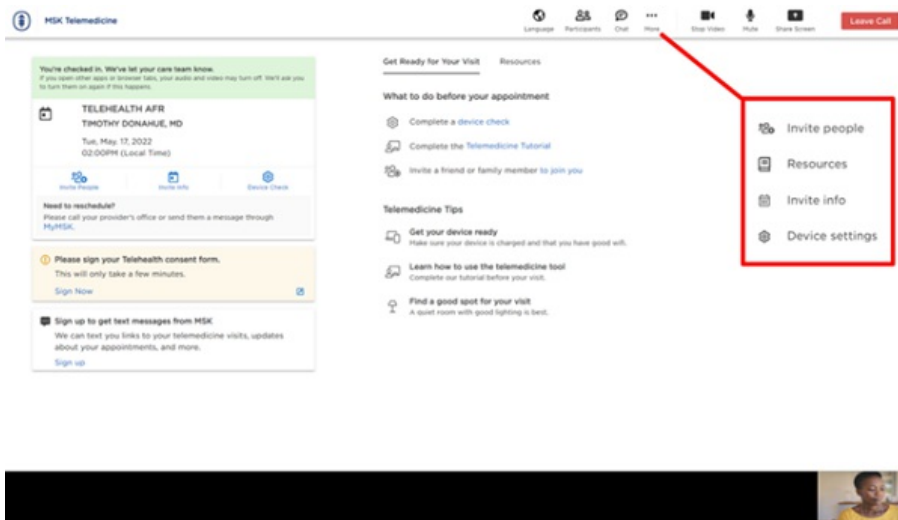 MSK Telemedicine
Language
Participants
Chat
More
Stop Video
Mute
Share Screen
Leave Call
You're checked in. We've let your care team know.
If you open other apps or browser tabs, your audio and video may turn off. We'll ask you
to turn them on again if this happens.
TELEHEALTH AFR
TIMOTHY DONAHUE, MD
Tue, May. 17, 2022
02:00PM (Local Time)
Invite People
Invite Info
Device Check
Need to reschedule?
Please call your provider's office or send them a message through
MyMSK.
Please sign your Telehealth consent form.
This will only take a few minutes.
Sign Now
Sign up to get text messages from MSK
We can text you links to your telemedicine visits, updates
about your appointments, and more.
Sign up
Get Ready for Your Visit
Resources
What to do before your appointment
Complete a device check
Complete the Telemedicine Tutorial
Invite a friend or family member to join you
Telemedicine Tips
Get your device ready
Make sure your device is charged and that you have good wifi.
Learn how to use the telemedicine tool
Complete our tutorial before your visit.
Find a good spot for your visit
A quiet room with good lighting is best.
Invite people
Resources
Invite info
Device settings